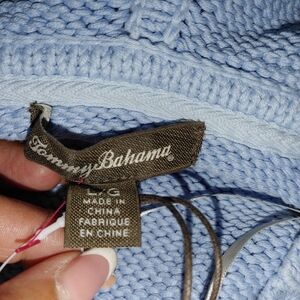 Tommy Bahama®
L/G
MADE IN
CHINA
FABRIQUE
EN CHINE